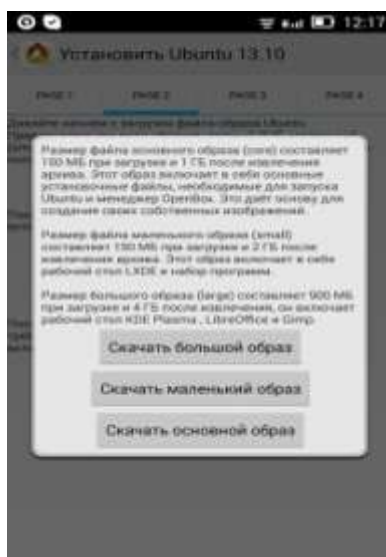 12:17
Установить Ubuntu 13.10
PAGE 1 PAGE 2 PAGE 3 PAGE 4
Размер файла основного образа (core) составляет
100 МБ при загрузке и 1 ГБ после извлечения
архива. Этот образ включает в себя основные
установочные файлы, необходимые для запуска
Ubuntu и менеджер OpenBox. Это даёт основу для
создания своих собственных изображений.
Размер файла маленького образа (small)
составляет 150 МБ при загрузке и 2 ГБ после
извлечения архива. Этот образ включает в себя
рабочий стол LXDE и набор программ.
Размер большого образа (large) составляет 900 МБ
при загрузке и 4 ГБ после извлечения, он включает
рабочий стол KDE Plasma , LibreOffice и Gimp.
Скачать большой образ
Скачать маленький образ
Скачать основной образ